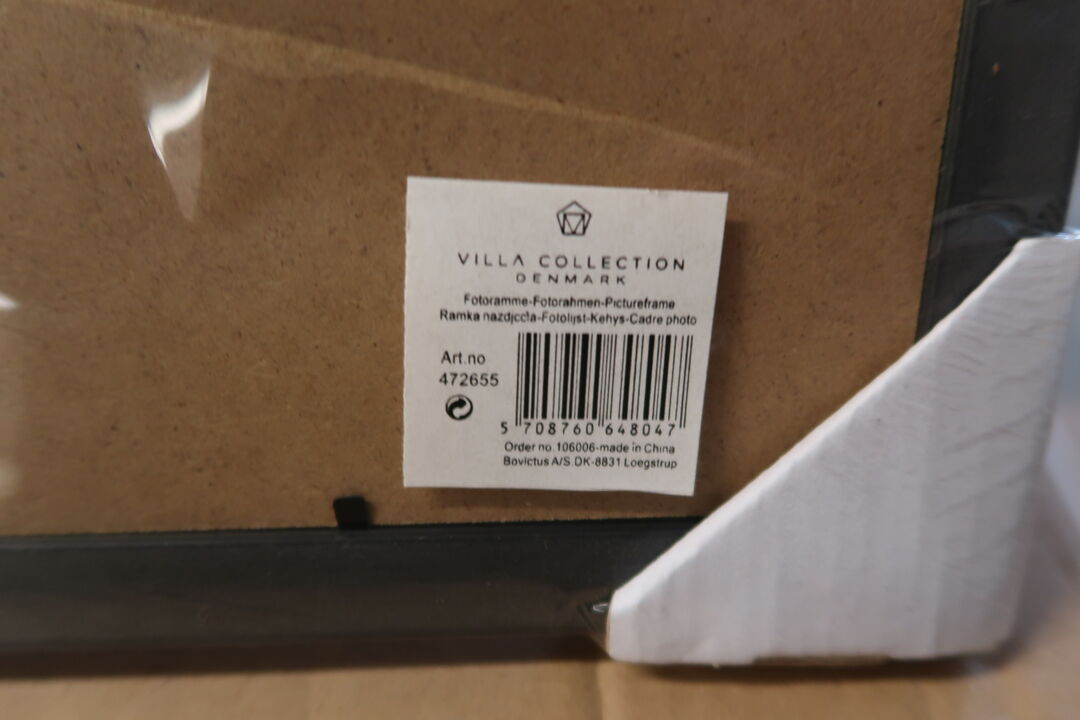 VILLA COLLECTION
DENMARK
Fotoramme-Fotorahmen-Pictureframe
Ramka nazdjccia-Fotolijst-Kehys-Cadre photo
Art.no
472655
5 708760 648047
Order no.106006-made in China
Bovictus A/S.DK-8831 Loegstrup